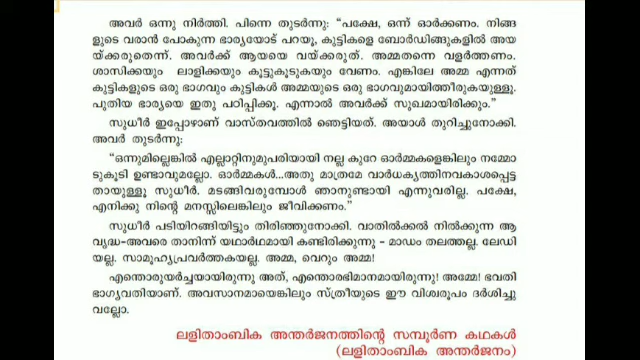 അവർ ഒന്നു നിർത്തി. പിന്നെ തുടർന്നു: “പക്ഷേ, ഒന്ന് ഓർക്കണം. നിങ്ങ
ളുടെ വരാൻ പോകുന്ന ഭാര്യയോട് പറയൂ, കുട്ടികളെ ബോർഡിങ്ങുകളിൽ അയ
യ്ക്കരുതെന്ന്. അവർക്ക് ആയയെ വയ്ക്കരുത്. അമ്മതന്നെ വളർത്തണം.
ശാസിക്കയും ലാളിക്കയും കൂട്ടുകൂടുകയും വേണം. എങ്കിലേ അമ്മ എന്നത്
കുട്ടികളുടെ ഒരു ഭാഗവും കുട്ടികൾ അമ്മയുടെ ഒരു ഭാഗവുമായിത്തീരുകയുള്ളൂ.
പുതിയ ഭാര്യയെ ഇതു പഠിപ്പിക്കൂ. എന്നാൽ അവർക്ക് സുഖമായിരിക്കും.”
സുധീർ ഇപ്പോഴാണ് വാസ്തവത്തിൽ ഞെട്ടിയത്. അയാൾ തുറിച്ചുനോക്കി.
അവർ തുടർന്നു:
“ഒന്നുമില്ലെങ്കിൽ എല്ലാറ്റിനുമുപരിയായി നല്ല കുറേ ഓർമ്മകളെങ്കിലും നമ്മോ
ടുകൂടി ഉണ്ടാവുമല്ലോ. ഓർമ്മകൾ...അതു മാത്രമേ വാർധകൃത്തിനവകാശപ്പെട്ട
തായുള്ളൂ സുധീർ. മടങ്ങിവരുമ്പോൾ ഞാനുണ്ടായി എന്നുവരില്ല. പക്ഷേ,
എനിക്കു നിന്റെ മനസ്സിലെങ്കിലും ജീവിക്കണം.”
സുധീർ പടിയിറങ്ങിയിട്ടും തിരിഞ്ഞുനോക്കി. വാതിൽക്കൽ നിൽക്കുന്ന ആ
വൃദ്ധ-അവരെ താനിന്ന് യഥാർഥമായി കണ്ടിരിക്കുന്നു - മാഡം തലത്തല്ല. ലേഡി
യല്ല. സാമൂഹ്യപ്രവർത്തകയല്ല. അമ്മ, വെറും അമ്മ!
എന്തൊരുയർച്ചയായിരുന്നു അത്, എന്തൊരഭിമാനമായിരുന്നു! അമ്മേ! ഭവതി
ഭാഗ്യവതിയാണ്. അവസാനമായെങ്കിലും സ്ത്രീയുടെ ഈ വിശ്വരൂപം ദർശിച്ചു
വല്ലോ.
ലളിതാംബിക അന്തർജനത്തിന്റെ സമ്പൂർണ കഥകൾ
(ലളിതാംബിക അന്തർജനം)